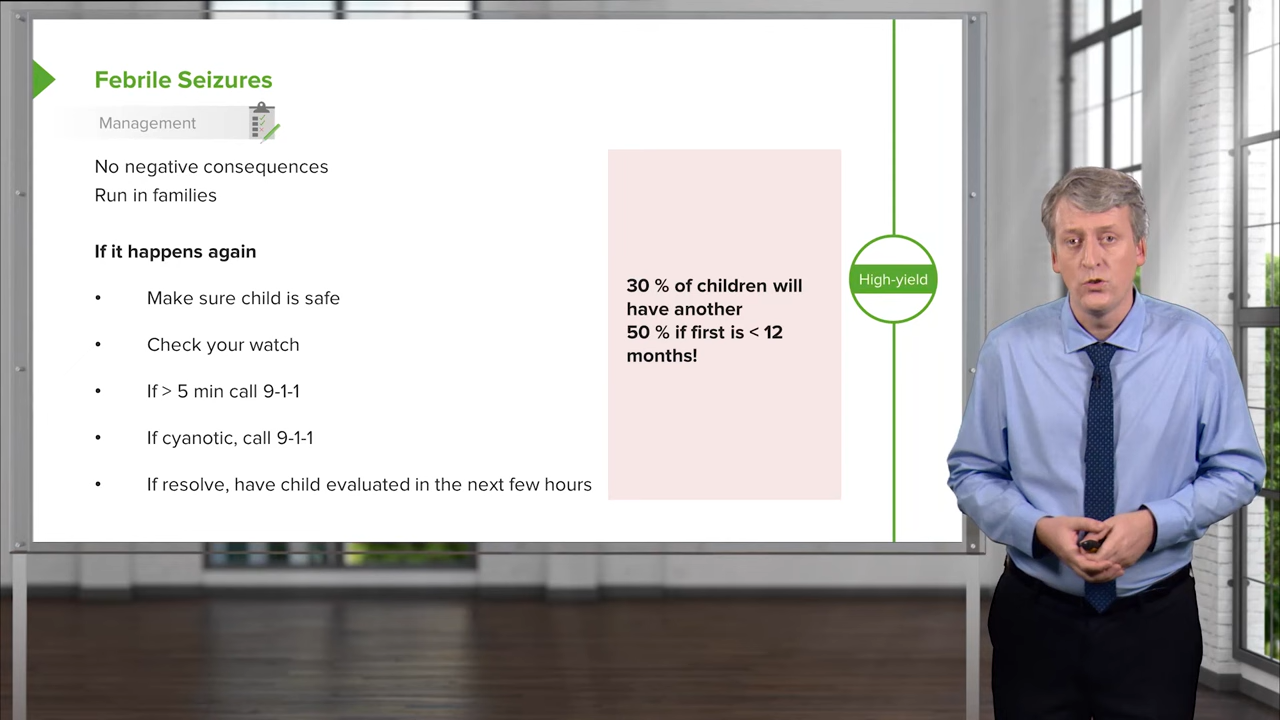 Febrile Seizures
Management
No negative consequences
Run in families
If it happens again
• Make sure child is safe
• Check your watch
• If > 5 min call 9-1-1
• If cyanotic, call 9-1-1
• If resolve, have child evaluated in the next few hours
30 % of children will
have another
50 % if first is < 12
months!
High-yield